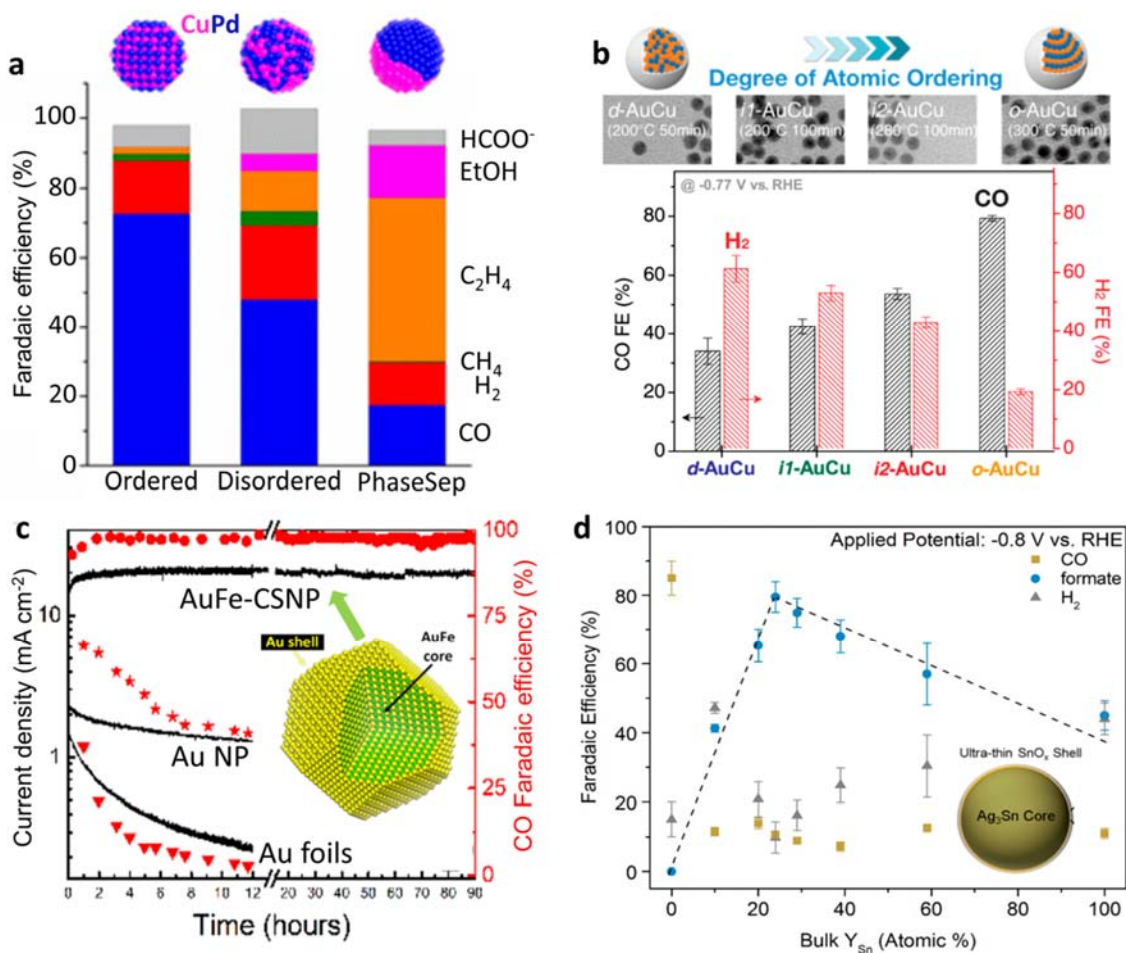 CuPd
a
Faradaic efficiency (%)
100
80
60
40
20
0
HCOO⁻
EtOH
C₂H₄
CH₄
H₂
CO
Ordered
Disordered
PhaseSep
b
Degree of Atomic Ordering
d-AuCu
(200°C 50min)
i1-AuCu
(200°C 100min)
i2-AuCu
(280°C 100min)
o-AuCu
(300°C 50min)
@ -0.77 V vs. RHE
CO FE (%)
80
60
40
20
0
H₂
CO
80
60
40
20
0
H₂ FE (%)
d-AuCu
i1-AuCu
i2-AuCu
o-AuCu
c
Current density (mA cm⁻²)
10
1
AuFe-CSNP
Au shell
AuFe
core
Au NP
Au foils
100
75
50
25
0
CO Faradaic efficiency (%)
0 2 4 6 8 10 12 20 30 40 50 60 70 80 90
Time (hours)
d
Applied Potential: -0.8 V vs. RHE
CO
formate
H₂
Faradaic Efficiency (%)
100
80
60
40
20
0
Ultra-thin SnOₓ Shell
Ag₃Sn Core
0 20 40 60 80 100
Bulk Y_Sn (Atomic %)